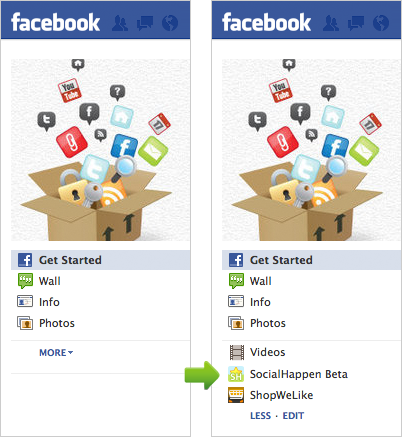 facebook
You
Tube
Get Started
Wall
Info
Photos
MORE
facebook
You
Tube
Get Started
Wall
Info
Photos
Videos
SH
SocialHappen Beta
ShopWeLike
LESS · EDIT